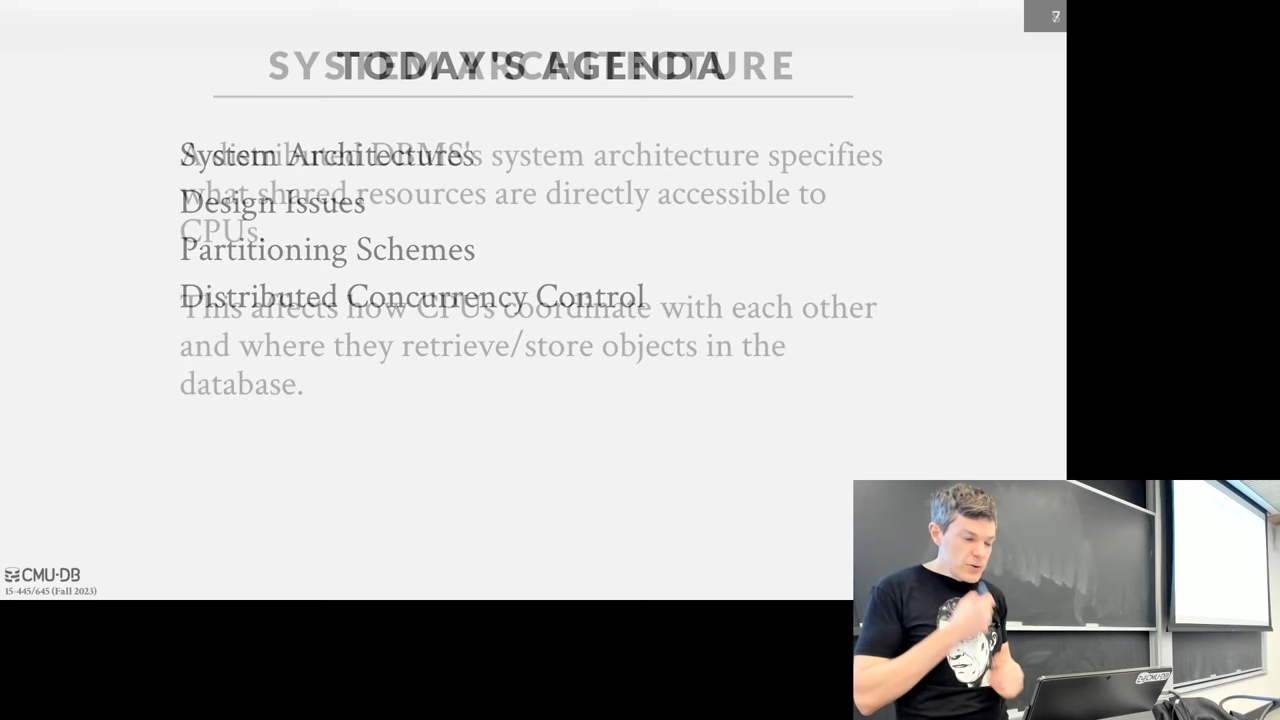 TODAY'S AGENDA
SYSTEM ARCHITECTURE
System Architectures
Design Issues
Partitioning Schemes
Distributed Concurrency Control
A distributed DBMS's system architecture specifies
what shared resources are directly accessible to
CPUs.
This affects how CPUs coordinate with each other
and where they retrieve/store objects in the
database.
CMU·DB
15-445/645 (Fall 2023)
CMU·DB